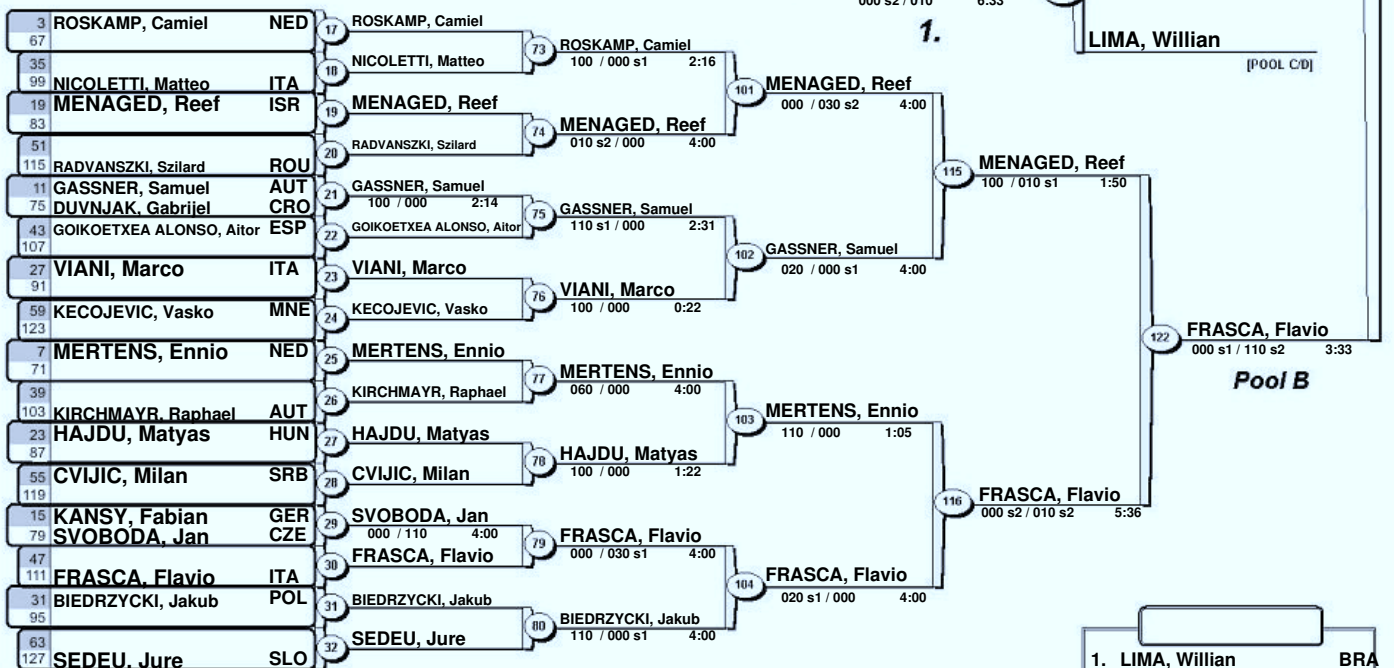 000 s2 / 010 6:33
1.
LIMA, Willian
[POOL C/D]
3 ROSKAMP, Camiel NED
67
35
99 NICOLETTI, Matteo ITA
19 MENAGED, Reef ISR
83
51
115 RADVANSZKI, Szilard ROU
11 GASSNER, Samuel AUT
75 DUVNJAK, Gabrijel CRO
43 GOIKOETXEA ALONSO, Aitor ESP
107
27 VIANI, Marco ITA
91
59 KECOJEVIC, Vasko MNE
123
7 MERTENS, Ennio NED
71
39
103 KIRCHMAYR, Raphael AUT
23 HAJDU, Matyas HUN
87
55 CVIJIC, Milan SRB
119
15 KANSY, Fabian GER
79 SVOBODA, Jan CZE
47
111 FRASCA, Flavio ITA
31 BIEDRZYCKI, Jakub POL
95
63
127 SEDEU, Jure SLO
17 ROSKAMP, Camiel
18 NICOLETTI, Matteo
19 MENAGED, Reef
20 RADVANSZKI, Szilard
21 GASSNER, Samuel
100 / 000 2:14
22 GOIKOETXEA ALONSO, Aitor
23 VIANI, Marco
24 KECOJEVIC, Vasko
25 MERTENS, Ennio
26 KIRCHMAYR, Raphael
27 HAJDU, Matyas
28 CVIJIC, Milan
29 SVOBODA, Jan
000 / 110 4:00
30 FRASCA, Flavio
31 BIEDRZYCKI, Jakub
32 SEDEU, Jure
73 ROSKAMP, Camiel
100 / 000 s1 2:16
74 MENAGED, Reef
010 s2 / 000 4:00
75 GASSNER, Samuel
110 s1 / 000 2:31
76 VIANI, Marco
100 / 000 0:22
77 MERTENS, Ennio
060 / 000 4:00
78 HAJDU, Matyas
100 / 000 1:22
79 FRASCA, Flavio
000 / 030 s1 4:00
80 BIEDRZYCKI, Jakub
110 / 000 s1 4:00
101 MENAGED, Reef
000 / 030 s2 4:00
102 GASSNER, Samuel
020 / 000 s1 4:00
103 MERTENS, Ennio
110 / 000 1:05
104 FRASCA, Flavio
020 s1 / 000 4:00
115 MENAGED, Reef
100 / 010 s1 1:50
116 FRASCA, Flavio
000 s2 / 010 s2 5:36
122 FRASCA, Flavio
000 s1 / 110 s2 3:33
Pool B
1. LIMA, Willian BRA